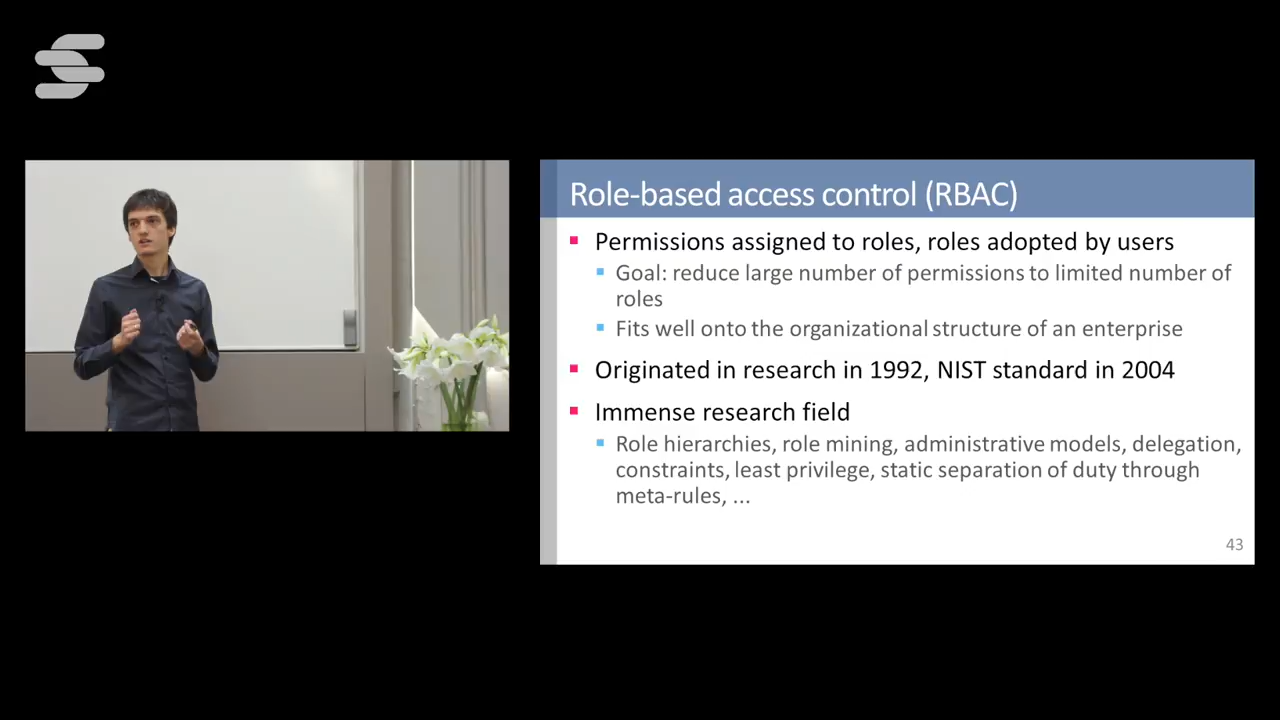 Role-based access control (RBAC)
Permissions assigned to roles, roles adopted by users
Goal: reduce large number of permissions to limited number of
roles
Fits well onto the organizational structure of an enterprise
Originated in research in 1992, NIST standard in 2004
Immense research field
Role hierarchies, role mining, administrative models, delegation,
constraints, least privilege, static separation of duty through
meta-rules, ...
43